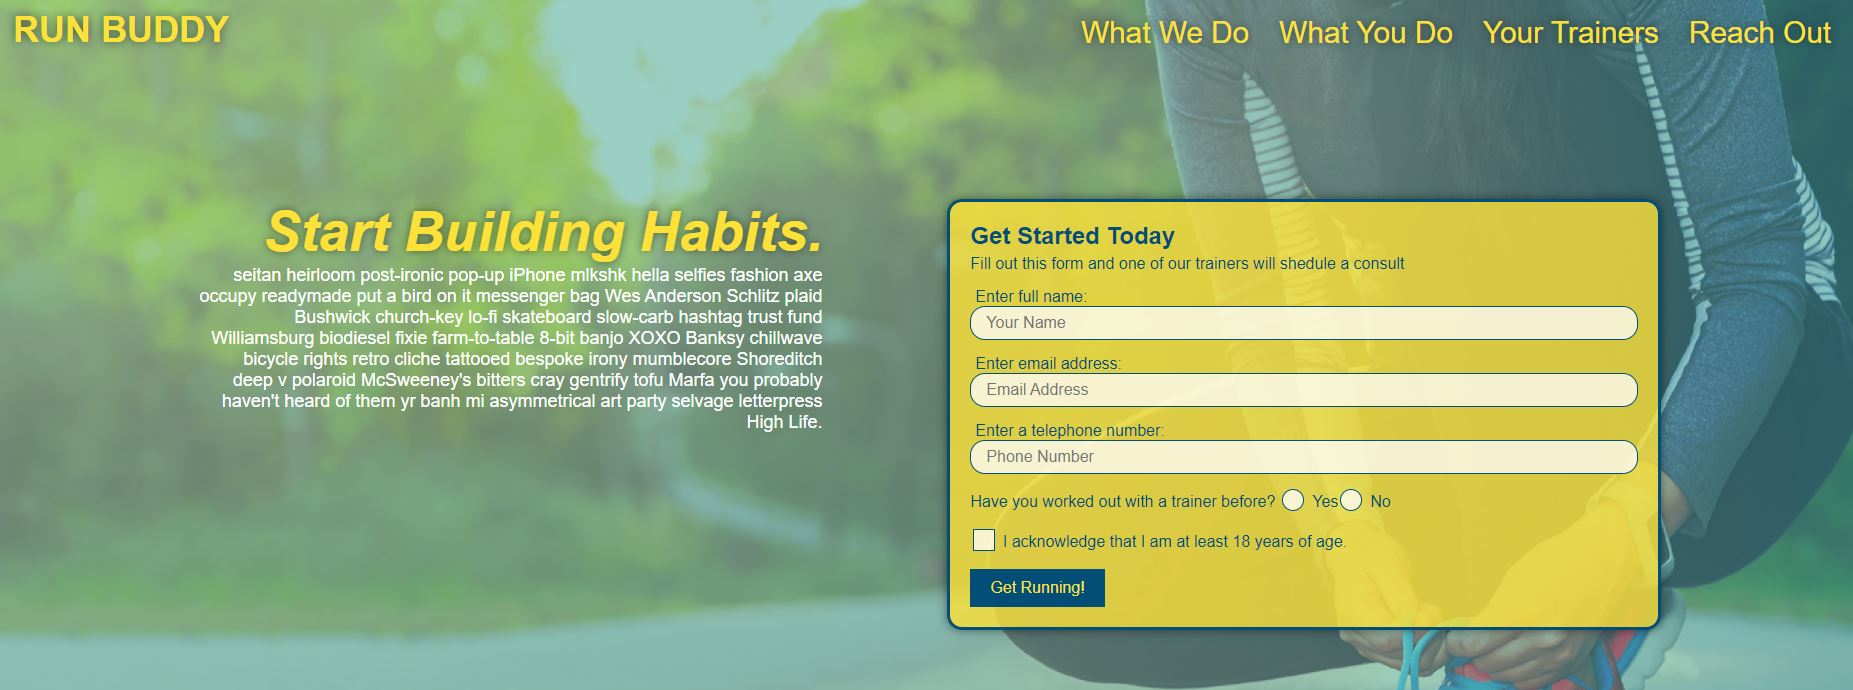 RUN BUDDY
What We Do What You Do Your Trainers Reach Out
Start Building Habits.
seitan heirloom post-ironic pop-up iPhone mlkshk hella selfies fashion axe
occupy readymade put a bird on it messenger bag Wes Anderson Schlitz plaid
Bushwick church-key lo-fi skateboard slow-carb hashtag trust fund
Williamsburg biodiesel fixie farm-to-table 8-bit banjo XOXO Banksy chillwave
bicycle rights retro cliche tattooed bespoke irony mumblecore Shoreditch
deep v polaroid McSweeney's bitters cray gentrify tofu Marfa you probably
haven't heard of them yr banh mi asymmetrical art party selvage letterpress
High Life.
Get Started Today
Fill out this form and one of our trainers will shedule a consult
Enter full name:
Your Name
Enter email address:
Email Address
Enter a telephone number:
Phone Number
Have you worked out with a trainer before? Yes No
I acknowledge that I am at least 18 years of age.
Get Running!